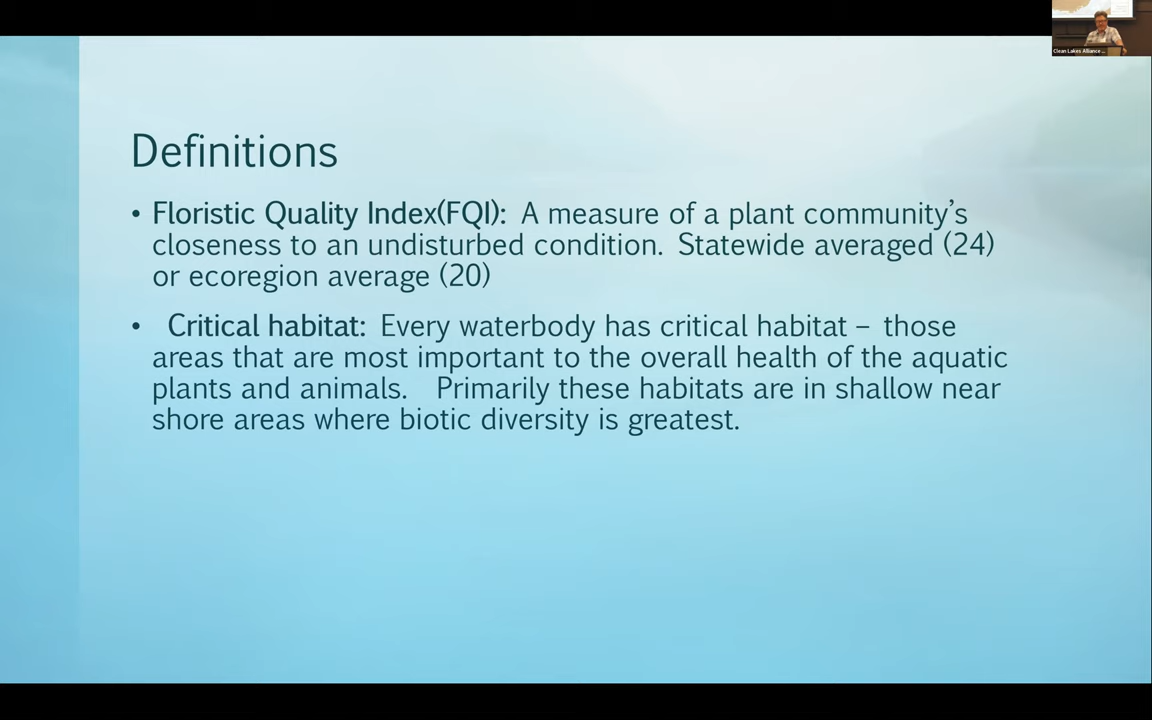 Clean Lakes Alliance ...
Definitions
• Floristic Quality Index(FQI):  A measure of a plant community’s
closeness to an undisturbed condition.  Statewide averaged (24)
or ecoregion average (20)
•  Critical habitat:  Every waterbody has critical habitat –  those
areas that are most important to the overall health of the aquatic
plants and animals.   Primarily these habitats are in shallow near
shore areas where biotic diversity is greatest.